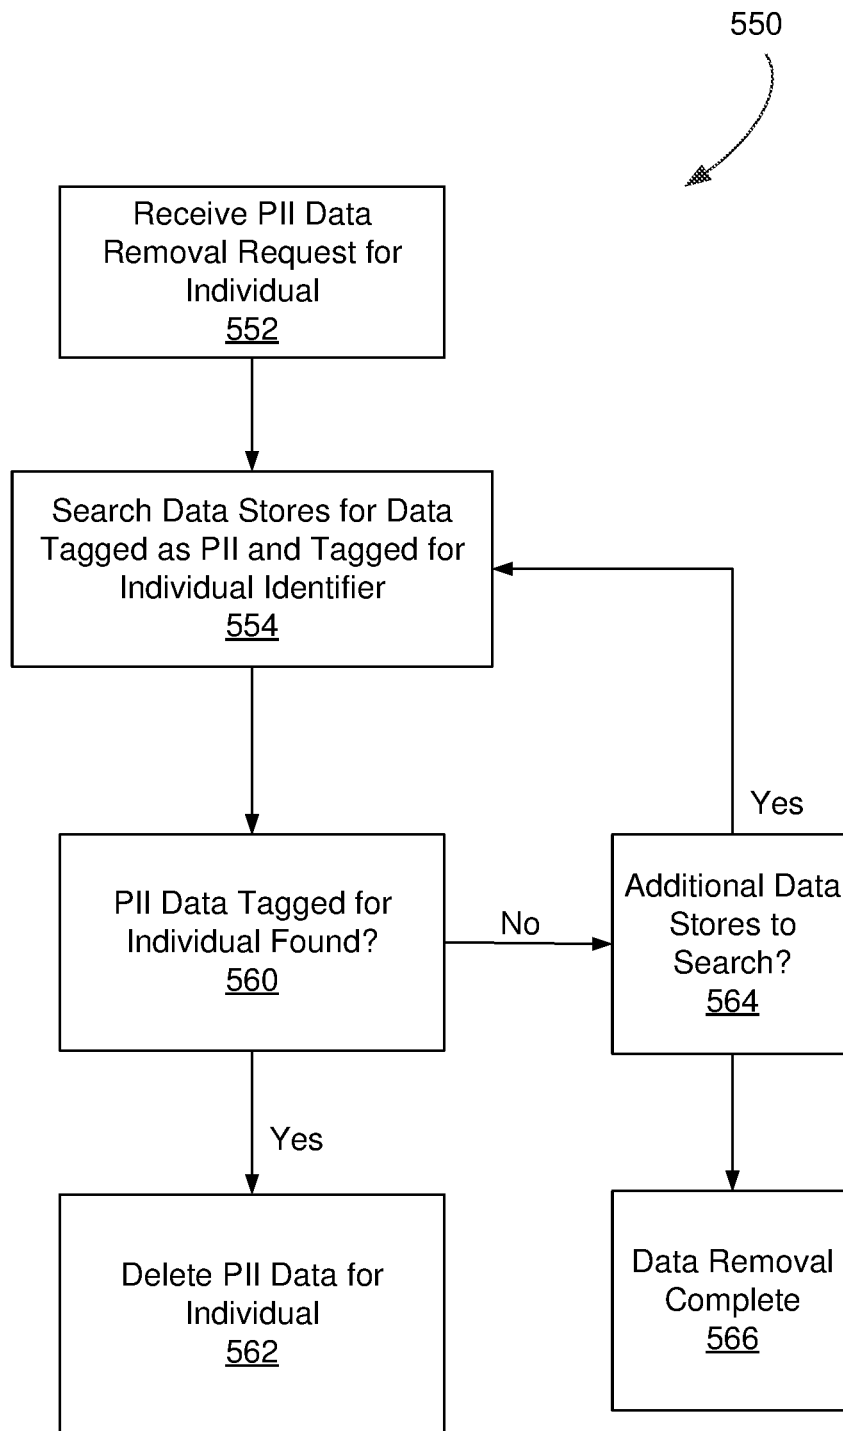 550
Receive PII Data
Removal Request for
Individual
552
Search Data Stores for Data
Tagged as PII and Tagged for
Individual Identifier
554
Yes
PII Data Tagged for
Individual Found?
560
No
Additional Data
Stores to
Search?
564
Yes
Delete PII Data for
Individual
562
Data Removal
Complete
566